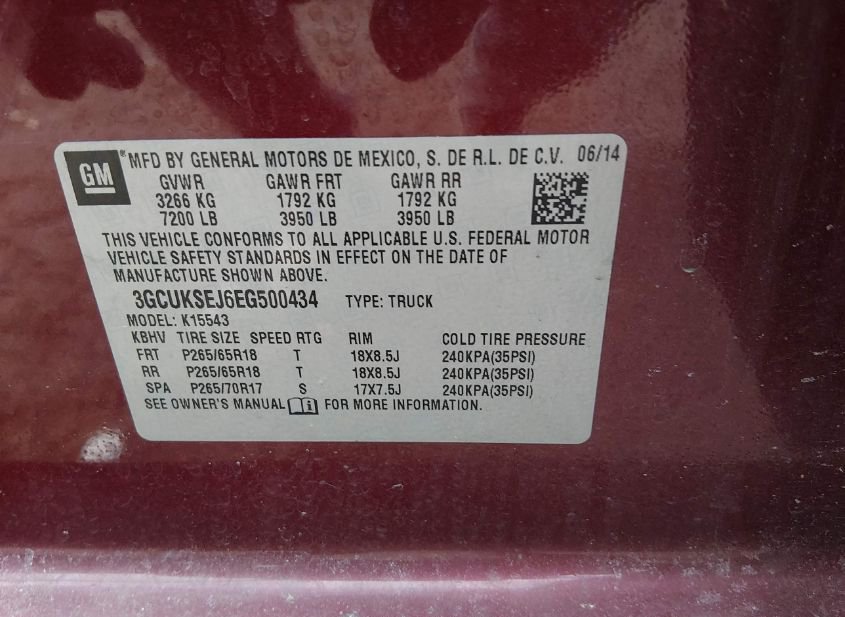 GM ® MFD BY GENERAL MOTORS DE MEXICO, S. DE R.L. DE C.V. 06/14
GVWR GAWR FRT GAWR RR
3266 KG 1792 KG 1792 KG
7200 LB 3950 LB 3950 LB
THIS VEHICLE CONFORMS TO ALL APPLICABLE U.S. FEDERAL MOTOR
VEHICLE SAFETY STANDARDS IN EFFECT ON THE DATE OF
MANUFACTURE SHOWN ABOVE.
3GCUKSEJ6EG500434 TYPE: TRUCK
MODEL: K15543
KBHV TIRE SIZE SPEED RTG RIM COLD TIRE PRESSURE
FRT P265/65R18 T 18X8.5J 240KPA(35PSI)
RR P265/65R18 T 18X8.5J 240KPA(35PSI)
SPA P265/70R17 S 17X7.5J 240KPA(35PSI)
SEE OWNER'S MANUAL FOR MORE INFORMATION.